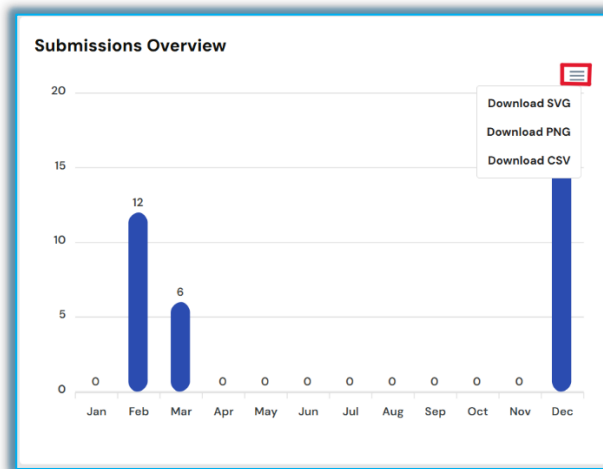 Submissions Overview
20
Download SVG
Download PNG
15
Download CSV
12
10
6
5
0 0 0 0 0 0 0 0 0
0
Jan Feb Mar Apr May Jun Jul Aug Sep Oct Nov Dec